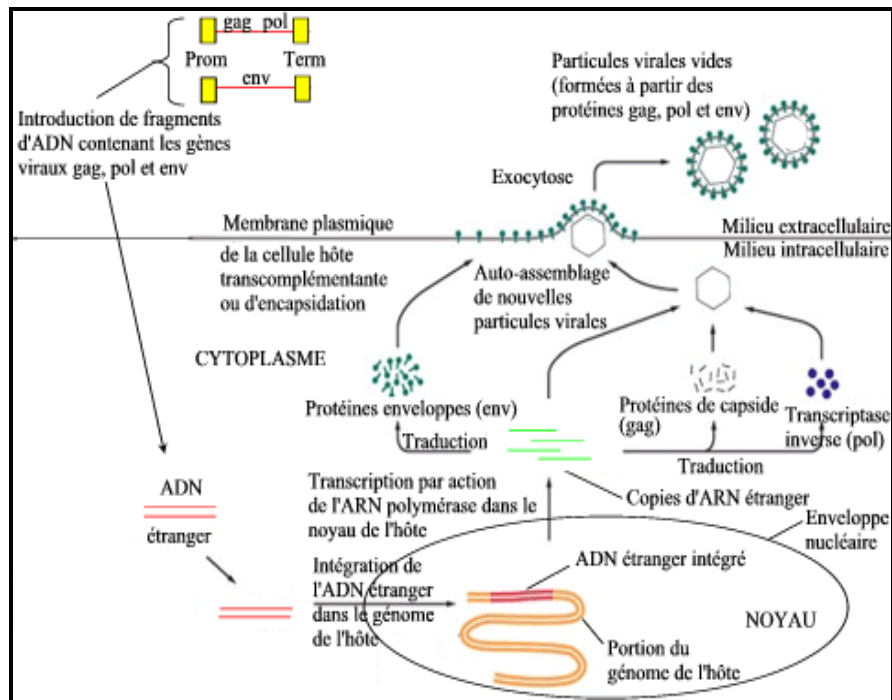 gag pol
Prom Term
env
Introduction de fragments
d'ADN contenant les gènes
viraux gag, pol et env
Particules virales vides
(formées à partir des
protéines gag, pol et env)
Exocytose
Membrane plasmique
de la cellule hôte
transcomplémentante
ou d'encapsidation
Milieu extracellulaire
Milieu intracellulaire
Auto-assemblage
de nouvelles
particules virales
CYTOPLASME
Protéines enveloppes (env)
Protéines de capside
(gag)
Transcriptase
inverse (pol)
Traduction
Traduction
ADN
étranger
Transcription par action
de l'ARN polymérase dans le
noyau de l'hôte
Copies d'ARN étranger
Enveloppe
nucléaire
Intégration de
l'ADN étranger
dans le génome
de l'hôte
ADN étranger intégré
NOYAU
Portion du
génome de l'hôte